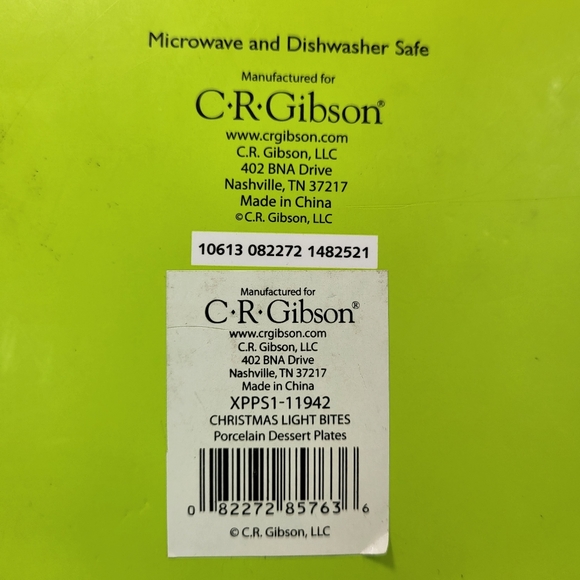 Microwave and Dishwasher Safe
Manufactured for
C·R·Gibson®
www.crgibson.com
C.R. Gibson, LLC
402 BNA Drive
Nashville, TN 37217
Made in China
© C.R. Gibson, LLC
10613 082272 1482521
Manufactured for
C·R·Gibson®
www.crgibson.com
C.R. Gibson, LLC
402 BNA Drive
Nashville, TN 37217
Made in China
XPPS1-11942
CHRISTMAS LIGHT BITES
Porcelain Dessert Plates
0 82272 85763 6
© C.R. Gibson, LLC